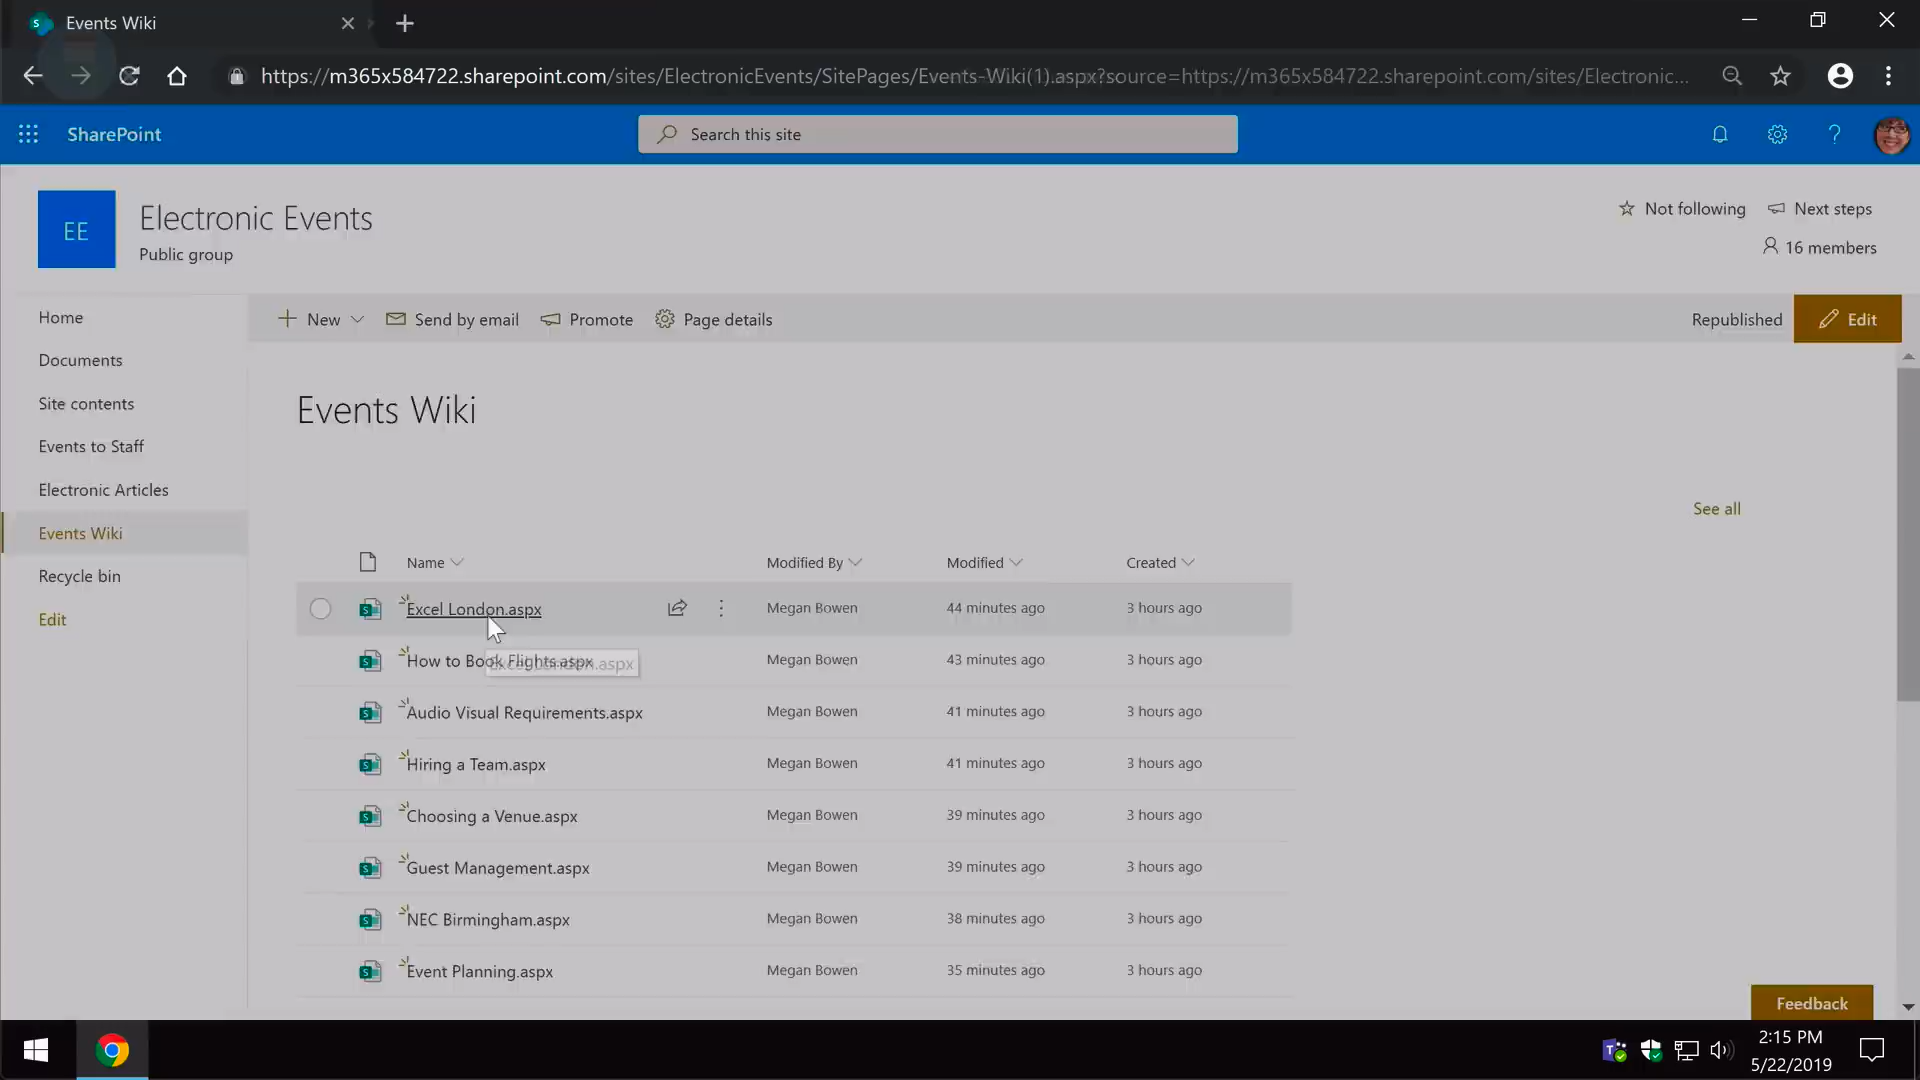 Events Wiki
https://m365x584722.sharepoint.com/sites/ElectronicEvents/SitePages/Events-Wiki(1).aspx?source=https://m365x584722.sharepoint.com/sites/Electronic...
SharePoint
Search this site
EE
Electronic Events
Public group
Not following
Next steps
16 members
Home
Documents
Site contents
Events to Staff
Electronic Articles
Events Wiki
Recycle bin
Edit
New
Send by email
Promote
Page details
Republished
Edit
Events Wiki
See all
Name Modified By Modified Created
Excel London.aspx Megan Bowen 44 minutes ago 3 hours ago
How to Book Flights.aspx Megan Bowen 43 minutes ago 3 hours ago
Excel London.aspx
Audio Visual Requirements.aspx Megan Bowen 41 minutes ago 3 hours ago
Hiring a Team.aspx Megan Bowen 41 minutes ago 3 hours ago
Choosing a Venue.aspx Megan Bowen 39 minutes ago 3 hours ago
Guest Management.aspx Megan Bowen 39 minutes ago 3 hours ago
NEC Birmingham.aspx Megan Bowen 38 minutes ago 3 hours ago
Event Planning.aspx Megan Bowen 35 minutes ago 3 hours ago
Feedback
2:15 PM
5/22/2019